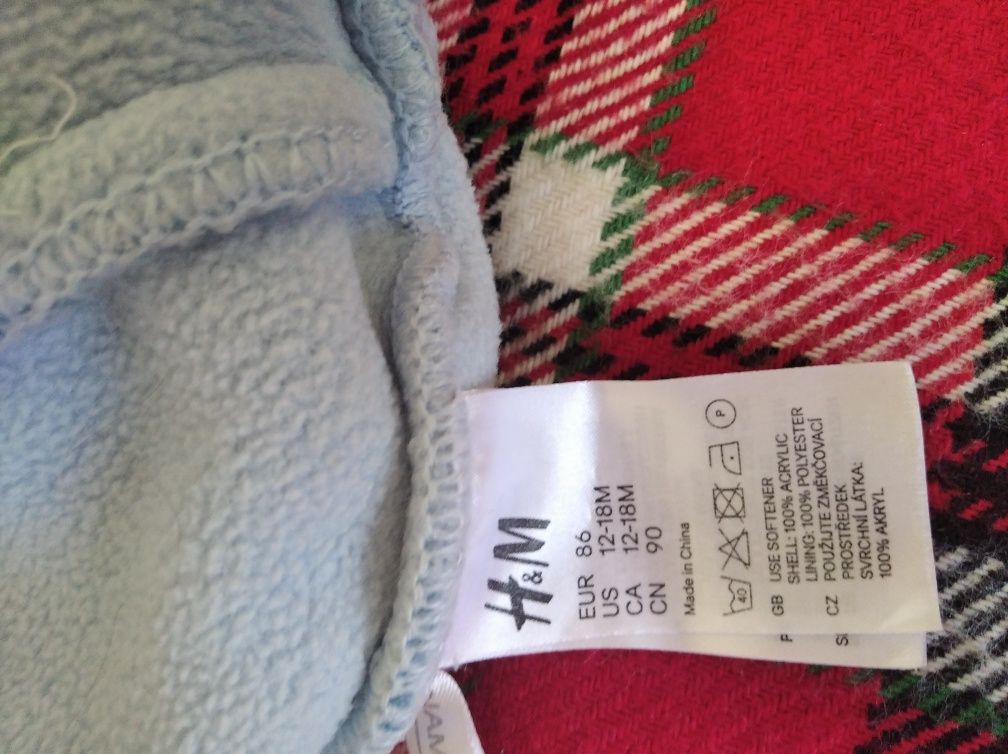 H&M
EUR 86
US 12-18M
CA 12-18M
CN 90
Made in China
40
P
GB USE SOFTENER
SHELL: 100% ACRYLIC
LINING: 100% POLYESTER
CZ POUŽIJTE ZMĚKČOVACÍ
PROSTŘEDEK
SVRCHNÍ LÁTKA:
100% AKRYL